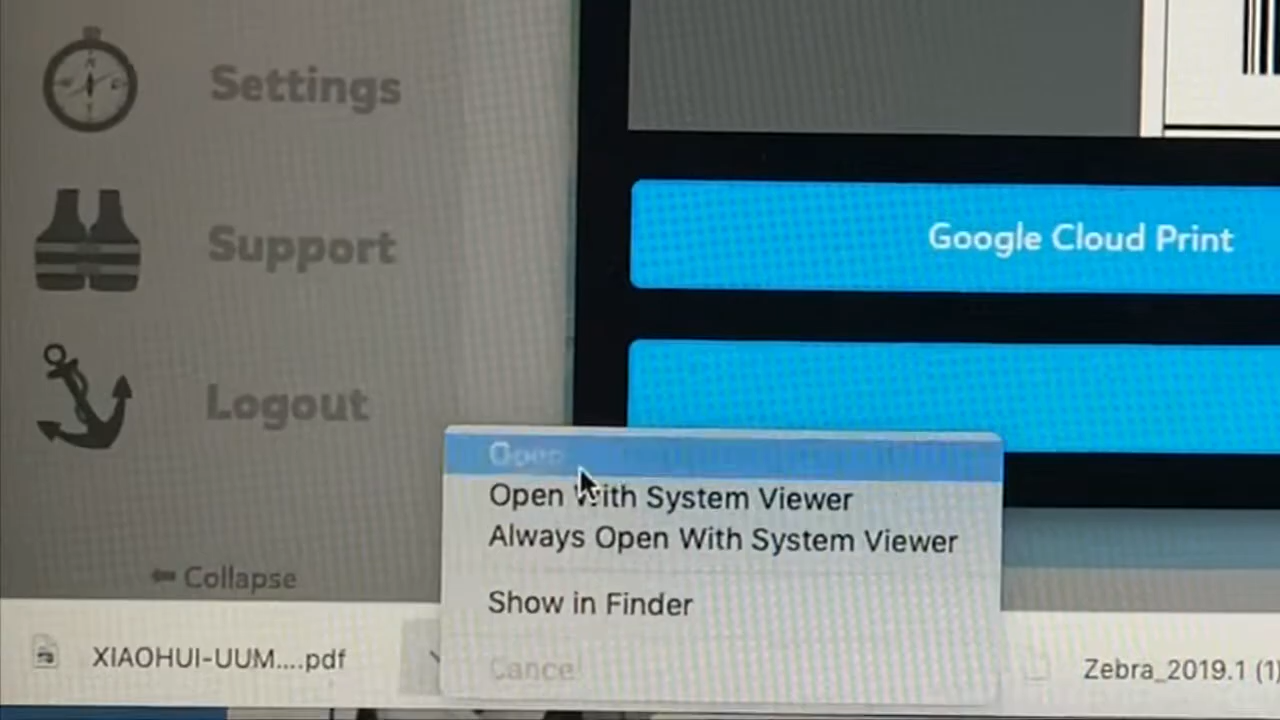 Settings
Support
Logout
Collapse
Google Cloud Print
Open
Open With System Viewer
Always Open With System Viewer
Show in Finder
Cancel
XIAOHUI-UUM....pdf
Zebra_2019.1 (1)